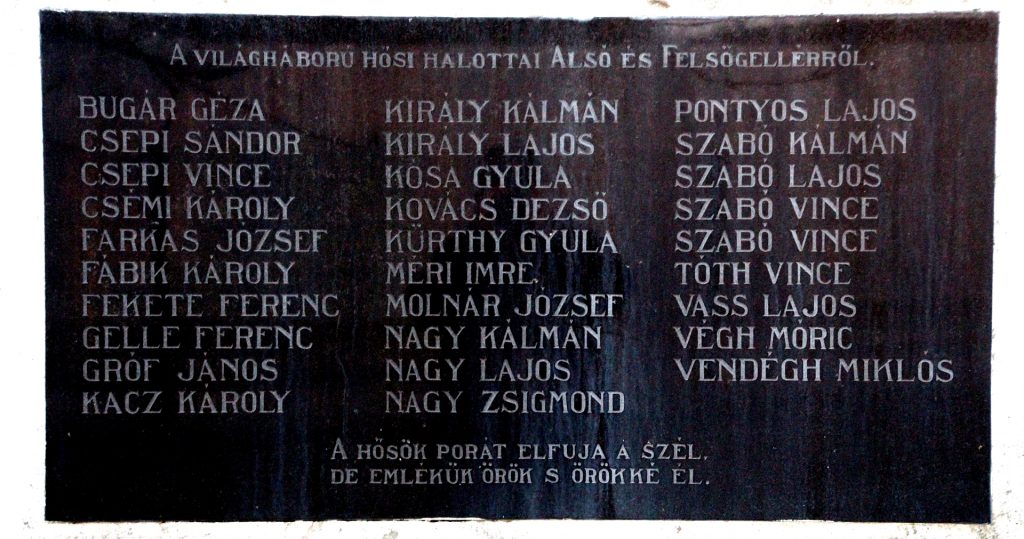 A VILÁGHÁBORÚ HŐSI HALOTTAI ALSÓ ÉS FELSŐGELLÉRRŐL.
BUGÁR GÉZA
CSEPI SÁNDOR
CSEPI VINCE
CSÉMI KÁROLY
FARKAS JÓZSEF
FÁBIK KÁROLY
FEKETE FERENC
GELLE FERENC
GRÓF JÁNOS
KACZ KÁROLY
KIRÁLY KÁLMÁN
KIRÁLY LAJOS
KÓSA GYULA
KOVÁCS DEZSŐ
KÜRTHY GYULA
MÉRI IMRE
MOLNÁR JÓZSEF
NAGY KÁLMÁN
NAGY LAJOS
NAGY ZSIGMOND
PONTYOS LAJOS
SZABÓ KÁLMÁN
SZABÓ LAJOS
SZABÓ VINCE
SZABÓ VINCE
TÓTH VINCE
VASS LAJOS
VÉGH MÓRIC
VENDÉGH MIKLÓS
A HŐSÖK PORÁT ELFUJA A SZÉL.
DE EMLÉKÜK ÖRÖK S ÖRÖKKÉ ÉL.